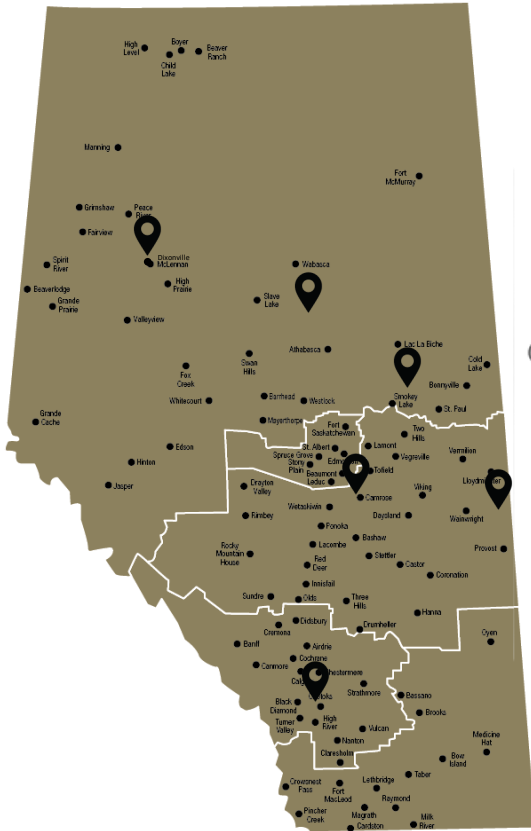 High
Level
Boyer
Beaver
Ranch
Child
Lake
Manning
Fort
McMurray
Grimshaw
Peace
River
Fairview
Spirit
River
Dixonville
McLennan
Wabasca
High
Prairie
Beaverlodge
Grande
Prairie
Slave
Lake
Valleyview
Athabasca
Lac La Biche
Swan
Hills
Cold
Lake
Fox
Creek
Bonnyville
Whitecourt
Barrhead
Westlock
Smokey
Lake
St. Paul
Grande
Cache
Mayerthorpe
Fort
Saskatchewan
Two
Hills
Edson
St. Albert
Lamont
Spruce Grove
Stony
Plain
Vegreville
Vermilion
Hinton
Beaumont
Leduc
Tofield
Jasper
Drayton
Valley
Viking
Camrose
Wetaskiwin
Rimbey
Daysland
Wainwright
Ponoka
Bashaw
Rocky
Mountain
House
Lacombe
Provost
Stettler
Red
Deer
Castor
Coronation
Innisfail
Sundre
Olds
Three
Hills
Hanna
Didsbury
Cremona
Drumheller
Oyen
Banff
Airdrie
Cochrane
Canmore
Strathmore
Bassano
Black
Diamond
Brooks
Turner
Valley
High
River
Vulcan
Nanton
Medicine
Hat
Claresholm
Bow
Island
Taber
Crowsnest
Pass
Fort
MacLeod
Lethbridge
Raymond
Pincher
Creek
Magrath
Milk
River
Cardston